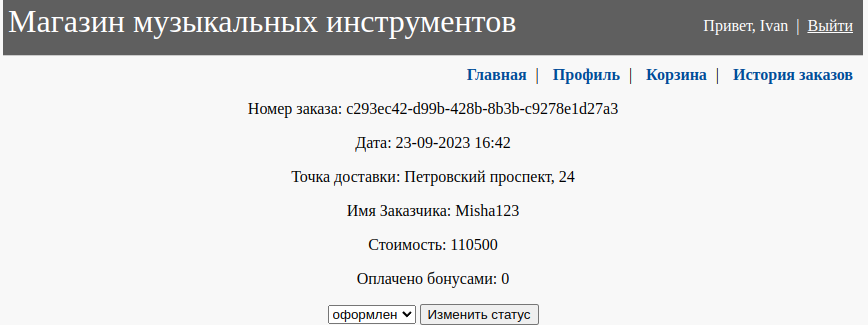 Магазин музыкальных инструментов
Привет, Ivan | Выйти
Главная | Профиль | Корзина | История заказов
Номер заказа: c293ec42-d99b-428b-8b3b-c9278e1d27a3
Дата: 23-09-2023 16:42
Точка доставки: Петровский проспект, 24
Имя Заказчика: Misha123
Стоимость: 110500
Оплачено бонусами: 0
оформлен Изменить статус